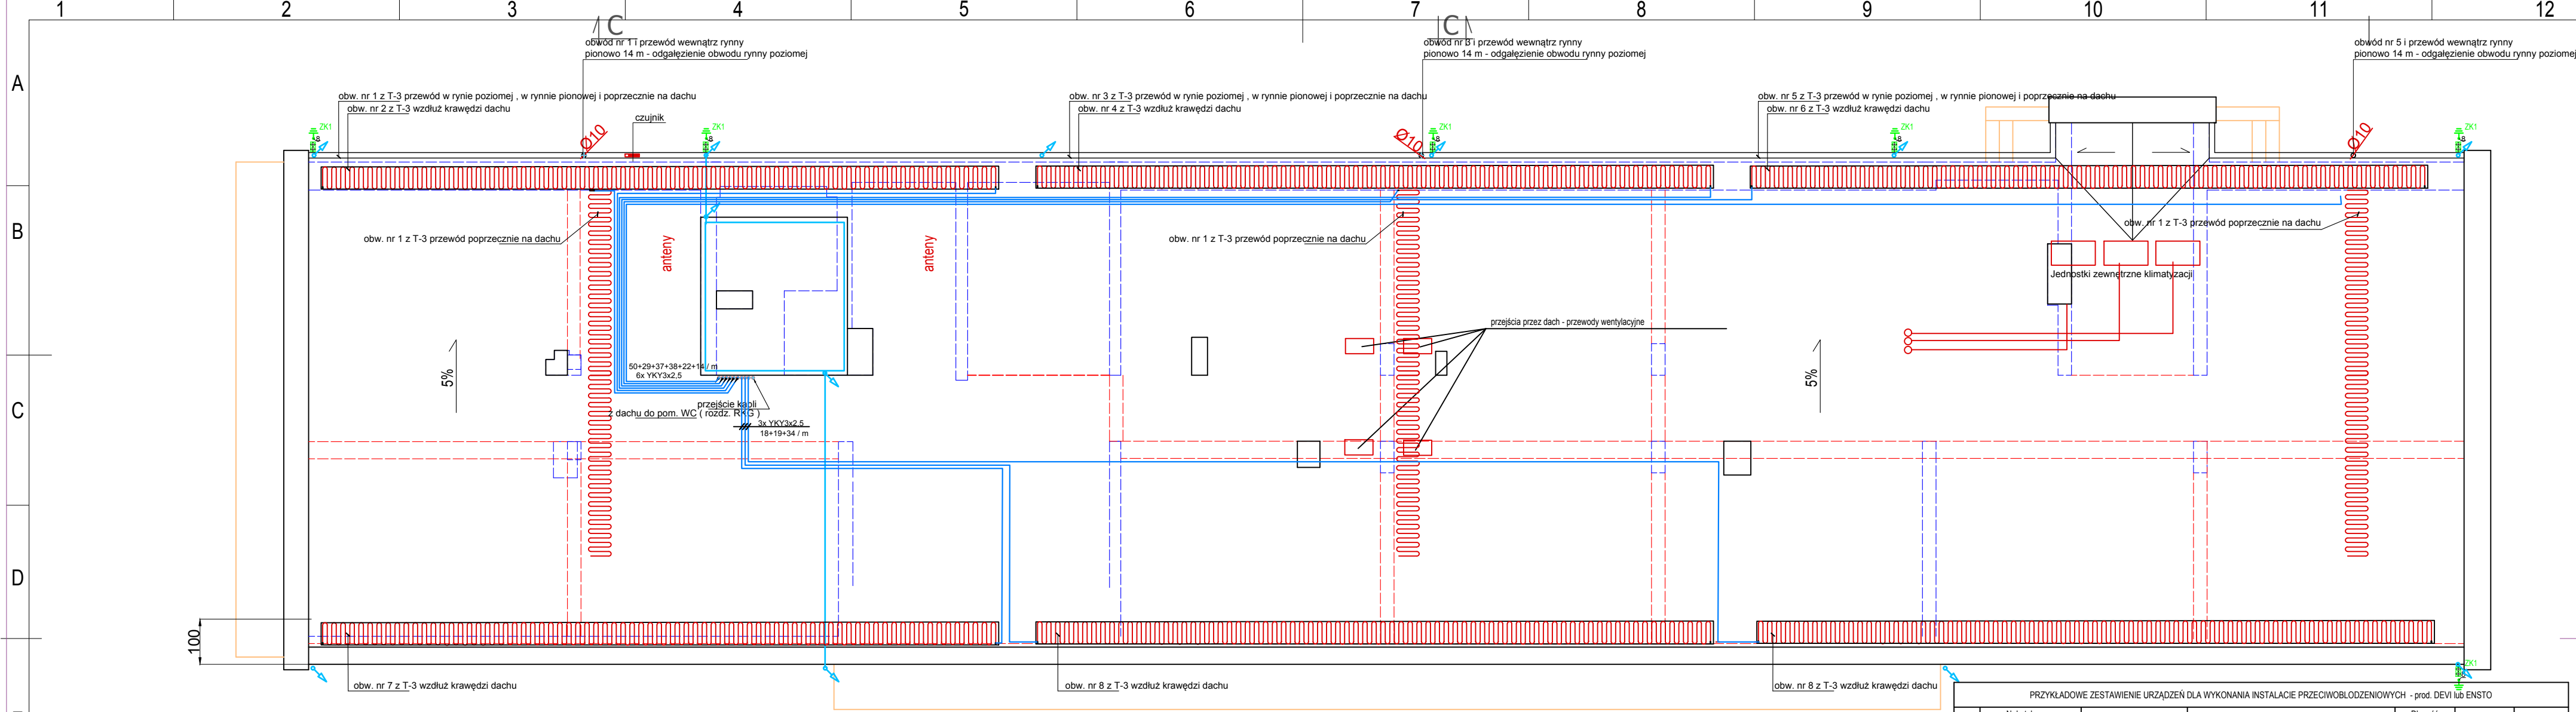 1 2 3 4 5 6 7 8 9 10 11 12
C
C
obwód nr 1 i przewód wewnątrz rynny
pionowo 14 m - odgałęzienie obwodu rynny poziomej
obwód nr 3 i przewód wewnątrz rynny
pionowo 14 m - odgałęzienie obwodu rynny poziomej
obwód nr 5 i przewód wewnątrz rynny
pionowo 14 m - odgałęzienie obwodu rynny poziomej
A
obw. nr 1 z T-3 przewód w rynie poziomej , w rynnie pionowej i poprzecznie na dachu
obw. nr 2 z T-3 wzdłuż krawędzi dachu
obw. nr 3 z T-3 przewód w rynie poziomej , w rynnie pionowej i poprzecznie na dachu
obw. nr 4 z T-3 wzdłuż krawędzi dachu
obw. nr 5 z T-3 przewód w rynie poziomej , w rynnie pionowej i poprzecznie na dachu
obw. nr 6 z T-3 wzdłuż krawędzi dachu
czujnik
ZK1
8
Ø10
ZK1
8
Ø10
ZK1
8
ZK1
8
Ø10
ZK1
8
B
obw. nr 1 z T-3 przewód poprzecznie na dachu
anteny
anteny
obw. nr 1 z T-3 przewód poprzecznie na dachu
obw. nr 1 z T-3 przewód poprzecznie na dachu
Jednostki zewnętrzne klimatyzacji
przejścia przez dach - przewody wentylacyjne
5%
5%
50+29+37+38+22+14 / m
6x YKY3x2,5
C
przejście kabli
z dachu do pom. WC ( rozdz. RKG )
3x YKY3x2,5
18+19+34 / m
D
100
obw. nr 7 z T-3 wzdłuż krawędzi dachu
obw. nr 8 z T-3 wzdłuż krawędzi dachu
obw. nr 8 z T-3 wzdłuż krawędzi dachu
ZK1
PRZYKŁADOWE ZESTAWIENIE URZĄDZEŃ DLA WYKONANIA INSTALACJE PRZECIWOBLODZENIOWYCH - prod. DEVI lub ENSTO